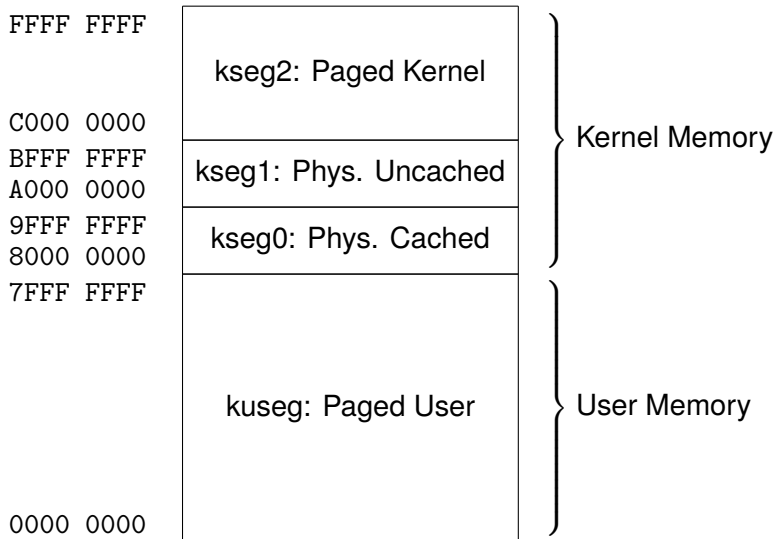 FFFF FFFF
kseg2: Paged Kernel
C000 0000
Kernel Memory
BFFF FFFF
kseg1: Phys. Uncached
A000 0000
9FFF FFFF
kseg0: Phys. Cached
8000 0000
7FFF FFFF
kuseg: Paged User
User Memory
0000 0000